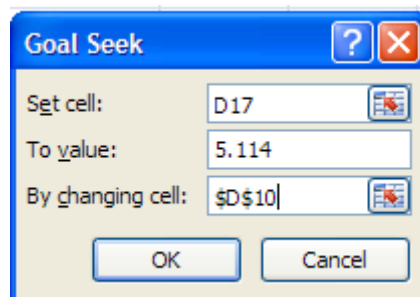 Goal Seek ?
Set cell: D17
To value: 5.114
By changing cell: $D$10
OK Cancel